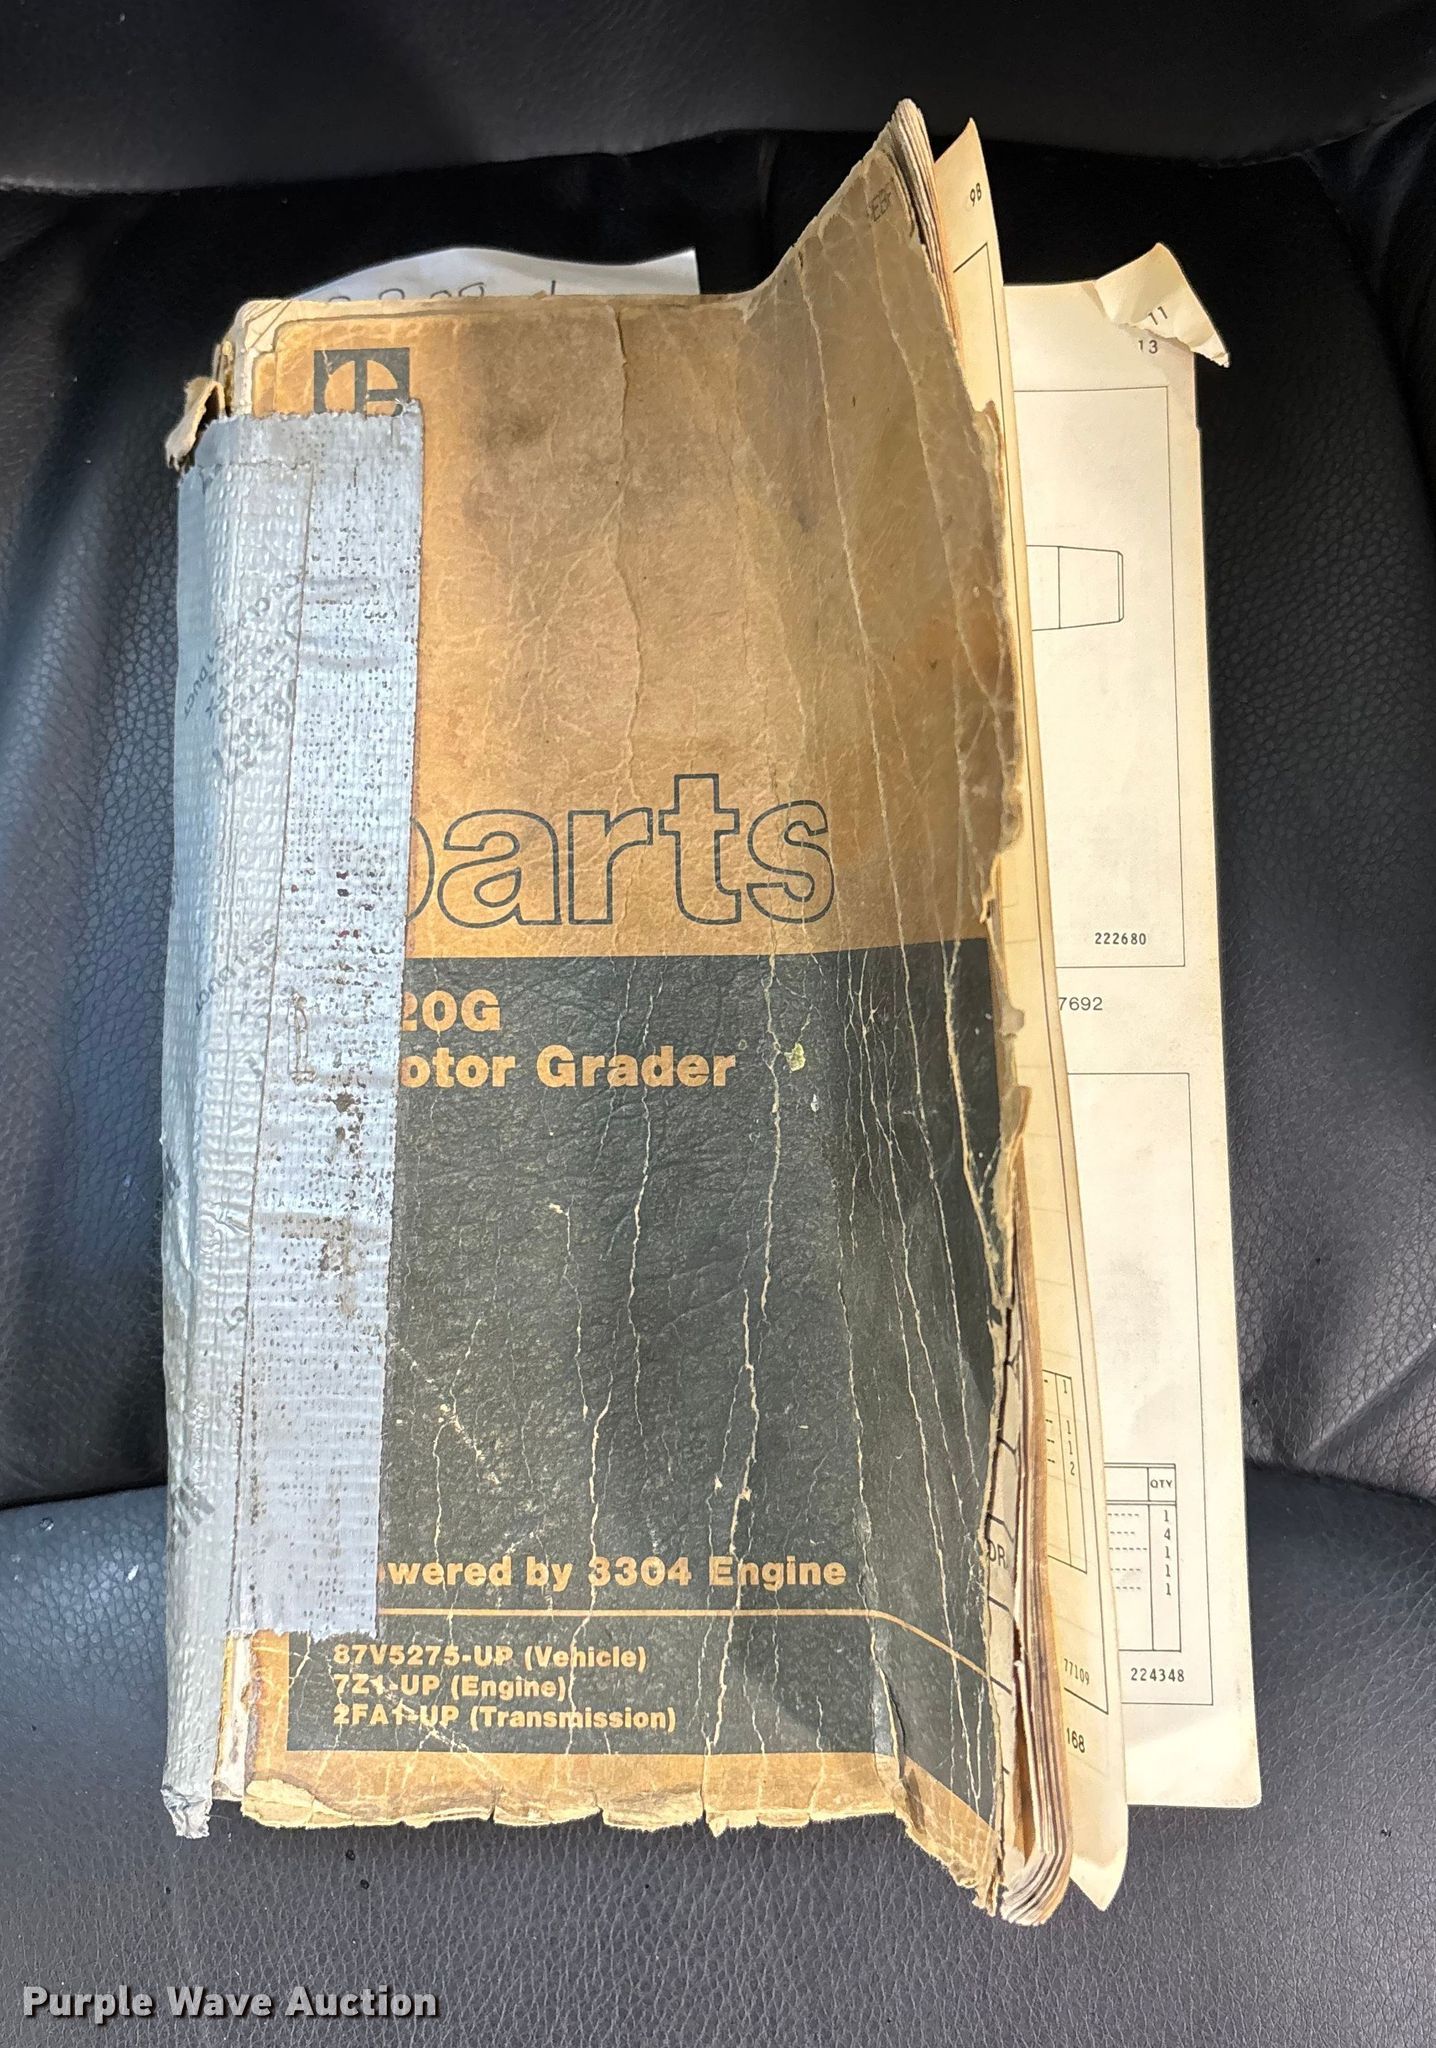 98
11
13
parts
222680
7692
20G
otor Grader
QTY
1
1
1
2
1
4
1
1
1
owered by 3304 Engine
OR
87V5275-UP (Vehicle)
7Z1-UP (Engine)
2FA1-UP (Transmission)
77109
224348
168
Purple Wave Auction